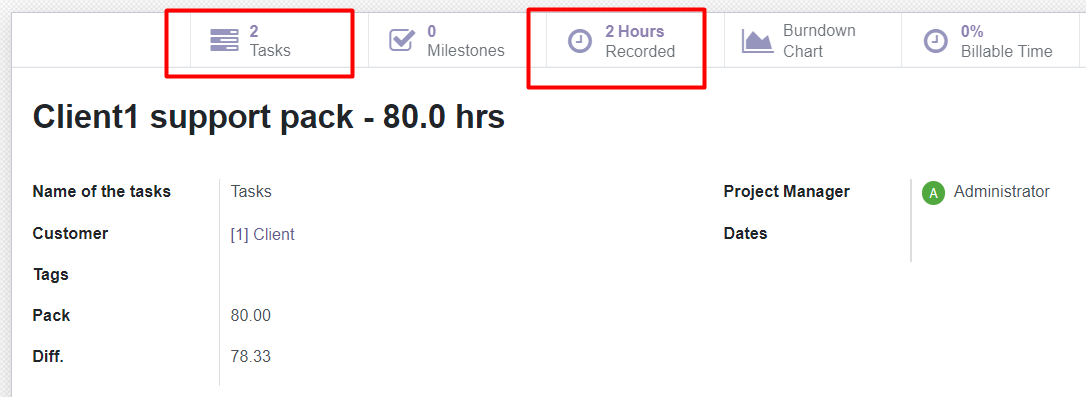 2
Tasks
0
Milestones
2 Hours
Recorded
Burndown
Chart
0%
Billable Time
Client1 support pack - 80.0 hrs
Name of the tasks Tasks
Project Manager A Administrator
Customer [1] Client
Dates
Tags
Pack 80.00
Diff. 78.33